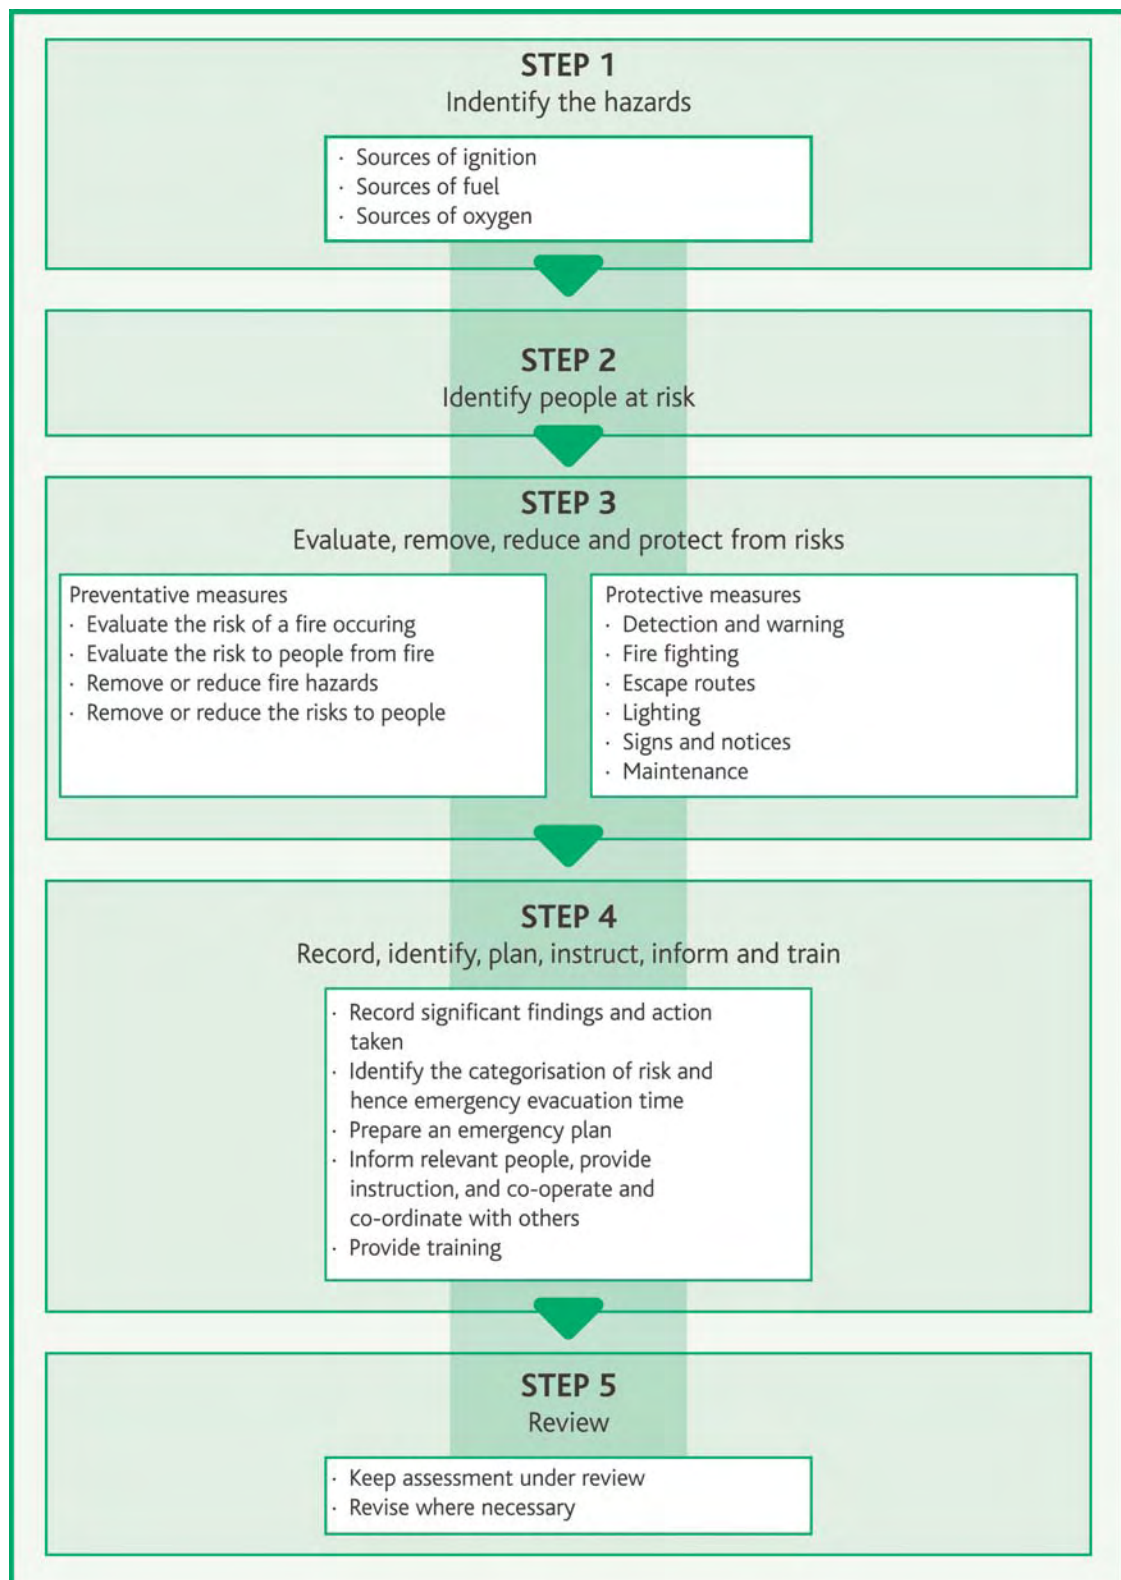 STEP 1
Indentify the hazards
· Sources of ignition
· Sources of fuel
· Sources of oxygen
STEP 2
Identify people at risk
STEP 3
Evaluate, remove, reduce and protect from risks
Preventative measures
· Evaluate the risk of a fire occuring
· Evaluate the risk to people from fire
· Remove or reduce fire hazards
· Remove or reduce the risks to people
Protective measures
· Detection and warning
· Fire fighting
· Escape routes
· Lighting
· Signs and notices
· Maintenance
STEP 4
Record, identify, plan, instruct, inform and train
· Record significant findings and action
taken
· Identify the categorisation of risk and
hence emergency evacuation time
· Prepare an emergency plan
· Inform relevant people, provide
instruction, and co-operate and
co-ordinate with others
· Provide training
STEP 5
Review
· Keep assessment under review
· Revise where necessary